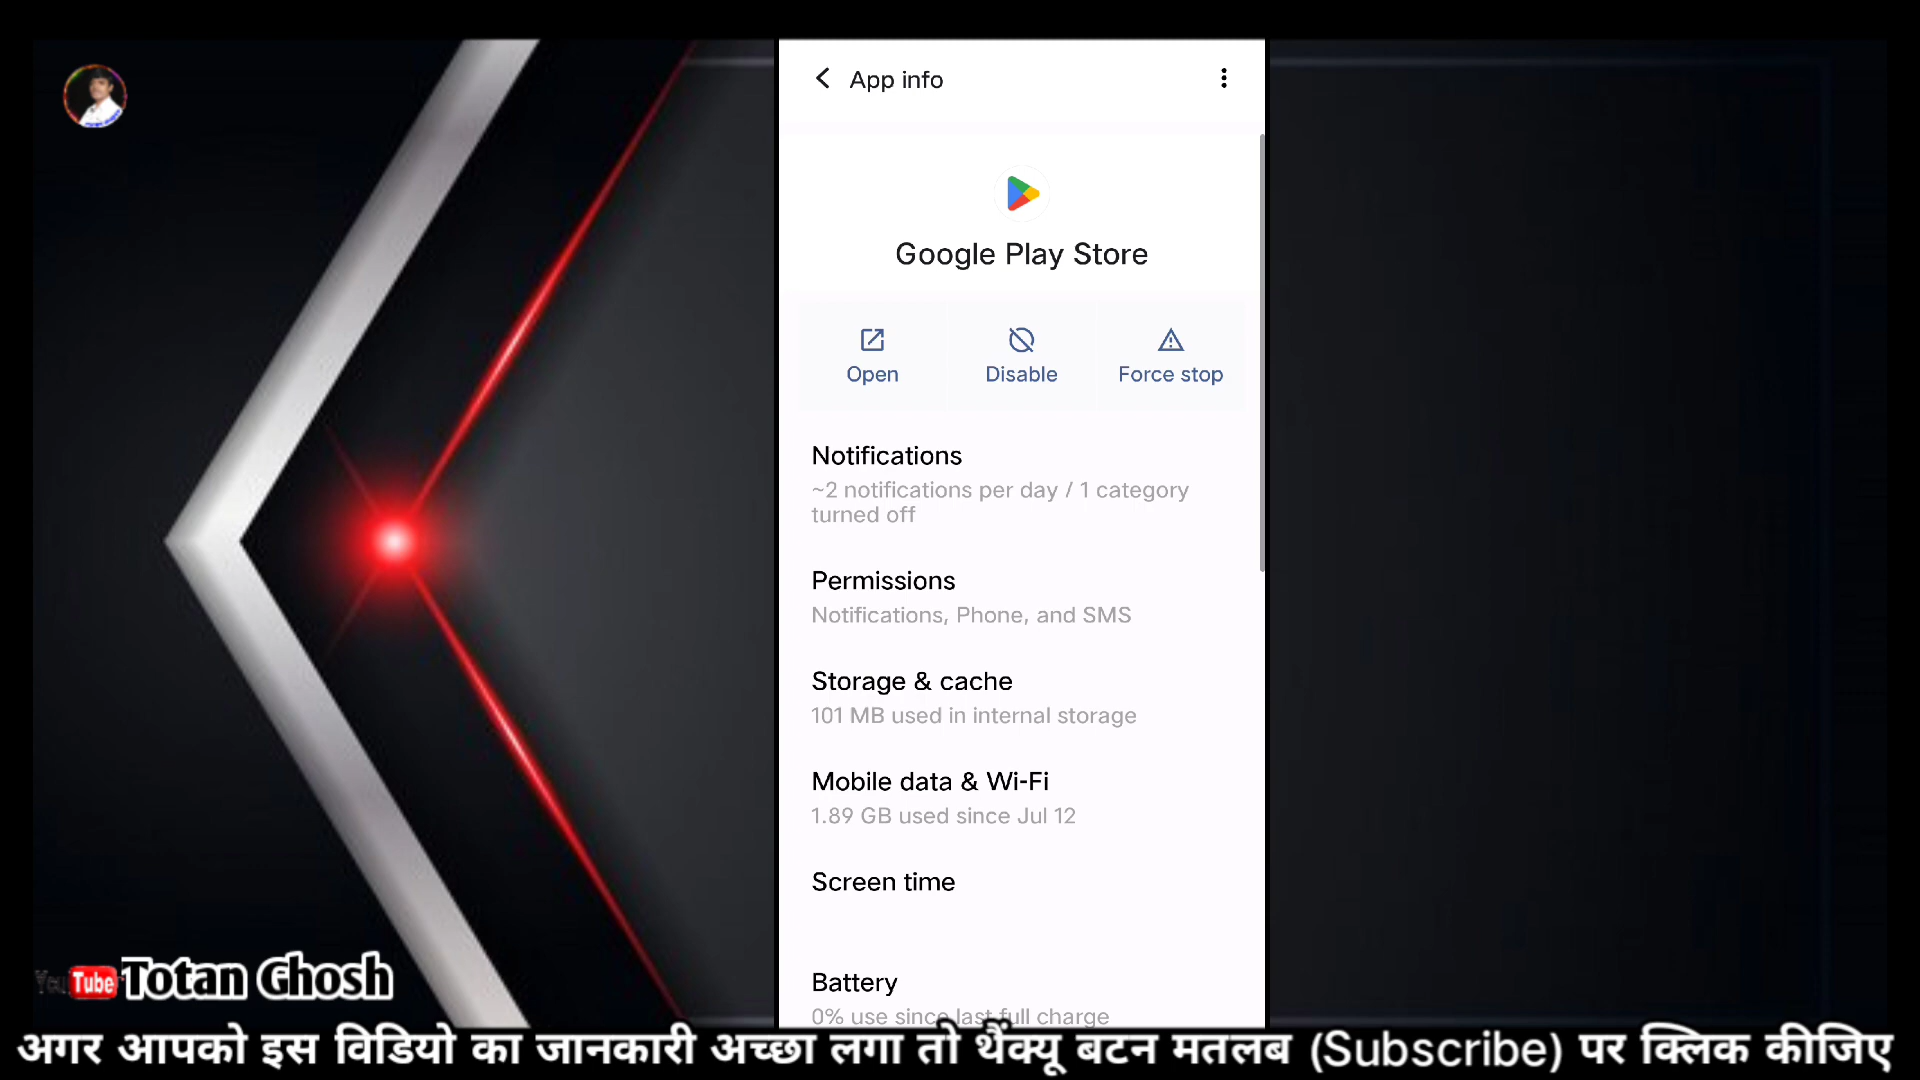 App info
Google Play Store
Open
Disable
Force stop
Notifications
~2 notifications per day / 1 category
turned off
Permissions
Notifications, Phone, and SMS
Storage & cache
101 MB used in internal storage
Mobile data & Wi-Fi
1.89 GB used since Jul 12
Screen time
Battery
0% use since last full charge
YouTube Totan Ghosh
अगर आपको इस विडियो का जानकारी अच्छा लगा तो थैंक्यू बटन मतलब (Subscribe) पर क्लिक कीजिए